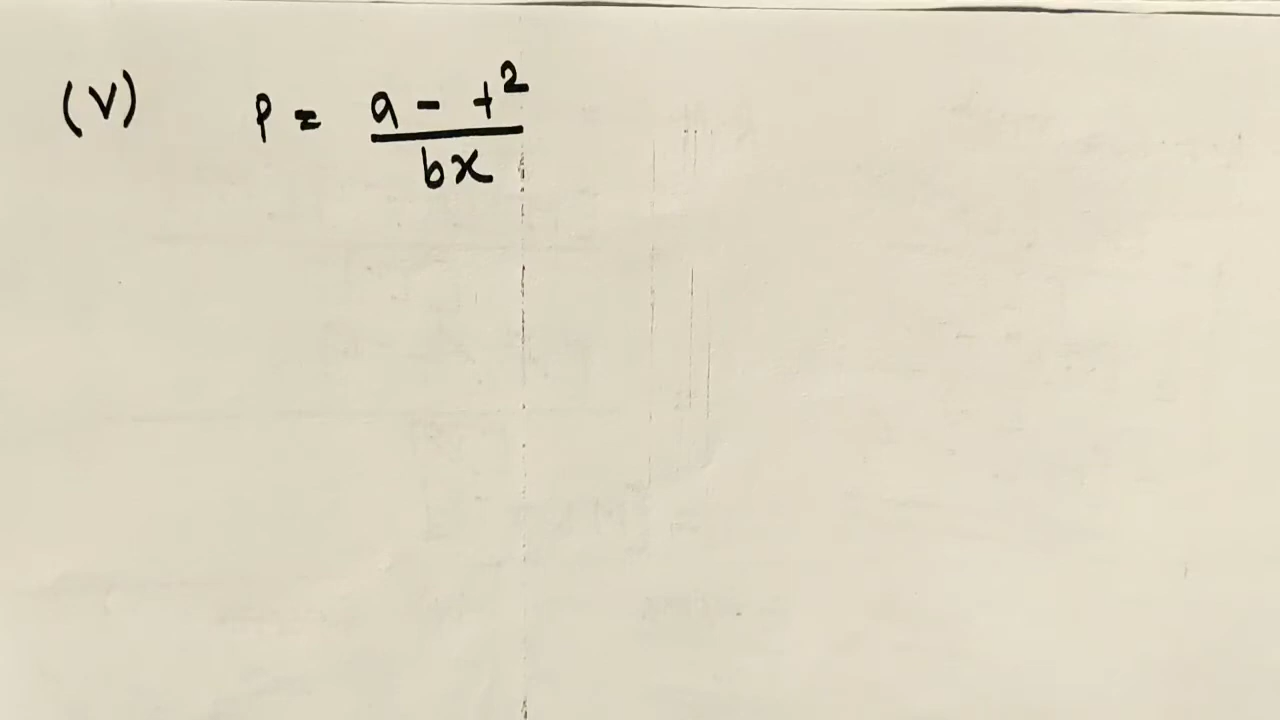 (V) P = a - t²
bx